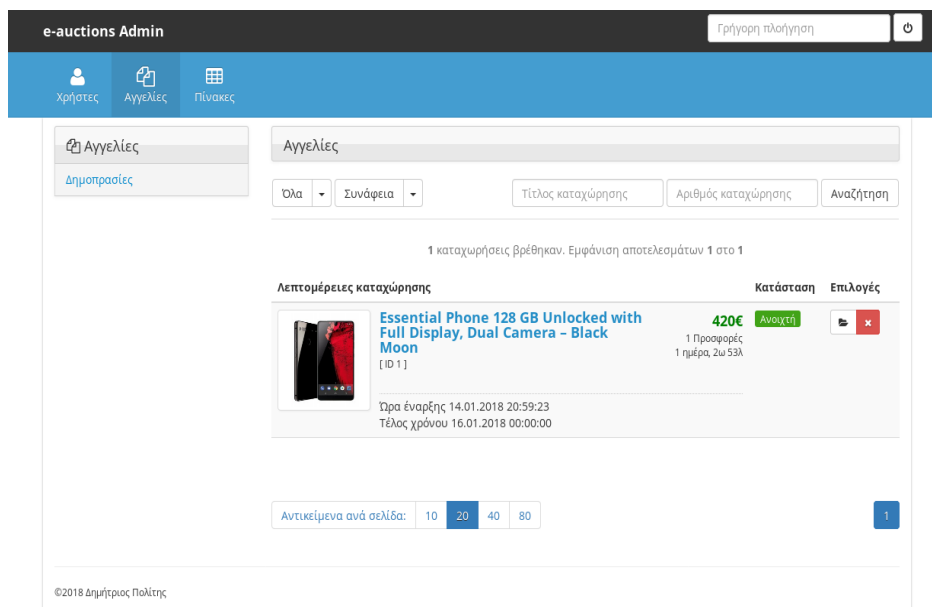 e-auctions Admin
Γρήγορη πλοήγηση
Χρήστες
Αγγελίες
Πίνακες
Αγγελίες
Δημοπρασίες
Αγγελίες
Όλα
Συνάφεια
Τίτλος καταχώρησης
Αριθμός καταχώρησης
Αναζήτηση
1 καταχωρήσεις βρέθηκαν. Εμφάνιση αποτελεσμάτων 1 στο 1
Λεπτομέρειες καταχώρησης
Κατάσταση
Επιλογές
Essential Phone 128 GB Unlocked with
Full Display, Dual Camera – Black
Moon
[ ID 1 ]
420€
1 Προσφορές
1 ημέρα, 2ω 53λ
Ανοιχτή
Ώρα έναρξης 14.01.2018 20:59:23
Τέλος χρόνου 16.01.2018 00:00:00
Αντικείμενα ανά σελίδα: 10 20 40 80
1
©2018 Δημήτριος Πολίτης